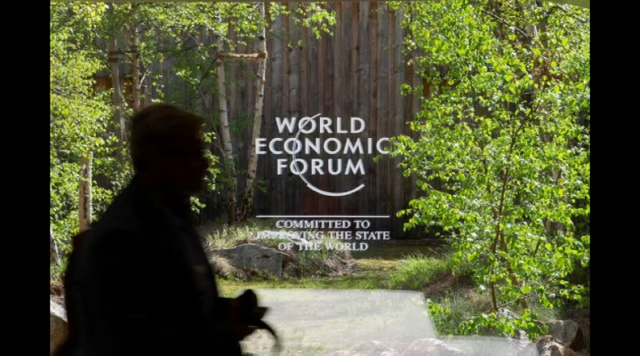 WORLD
ECONOMIC
FORUM
COMMITTED TO
IMPROVING THE STATE
OF THE WORLD